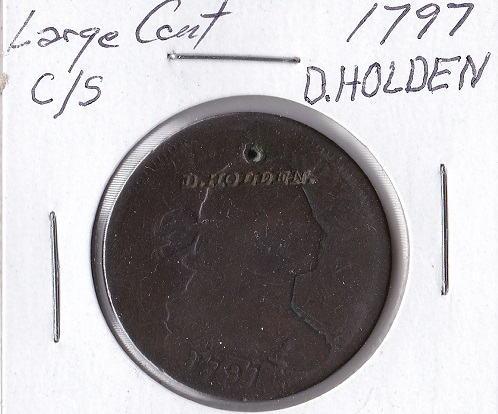 Large Cent 1797
C/S D.HOLDEN
D.HOLDEN.
1797